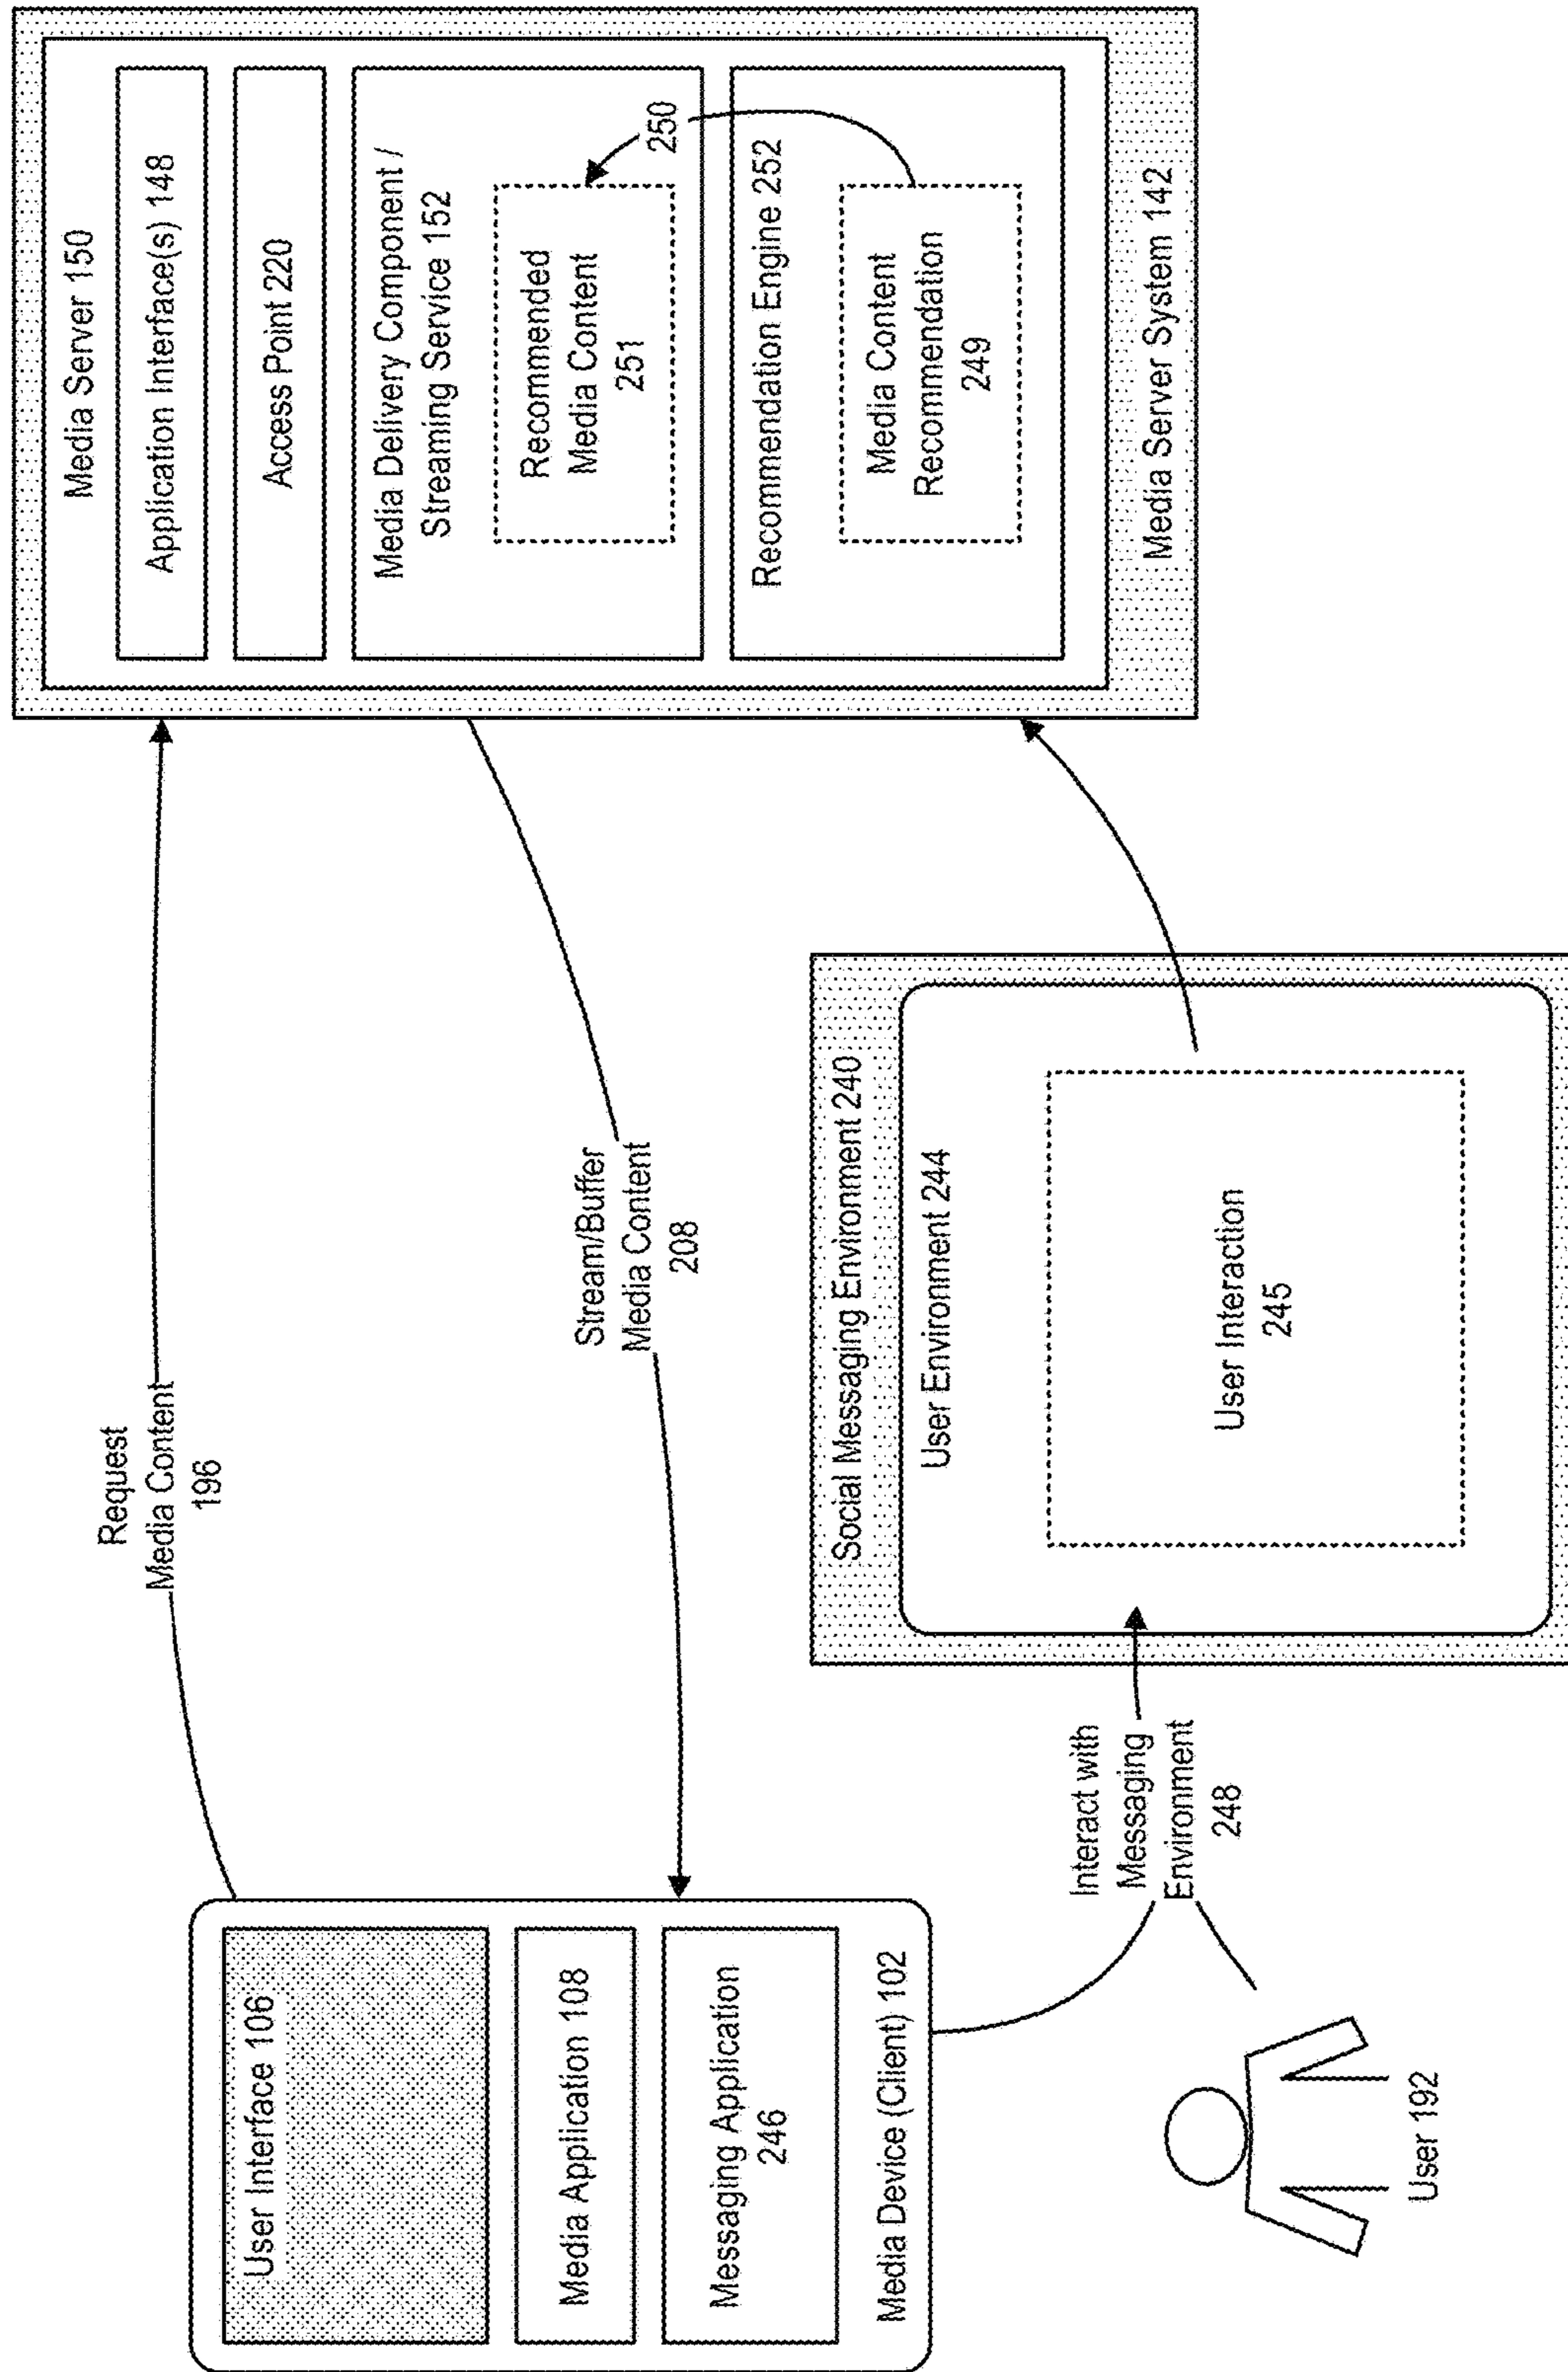 User Interface 106
Media Application 108
Messaging Application
246
Media Device (Client) 102
User 192
Request
Media Content
196
Stream/Buffer
Media Content
208
Interact with
Messaging
Environment
248
Social Messaging Environment 240
User Environment 244
User Interaction
245
Media Server 150
Application Interface(s) 148
Access Point 220
Media Delivery Component /
Streaming Service 152
Recommended
Media Content
251
250
Recommendation Engine 252
Media Content
Recommendation
249
Media Server System 142